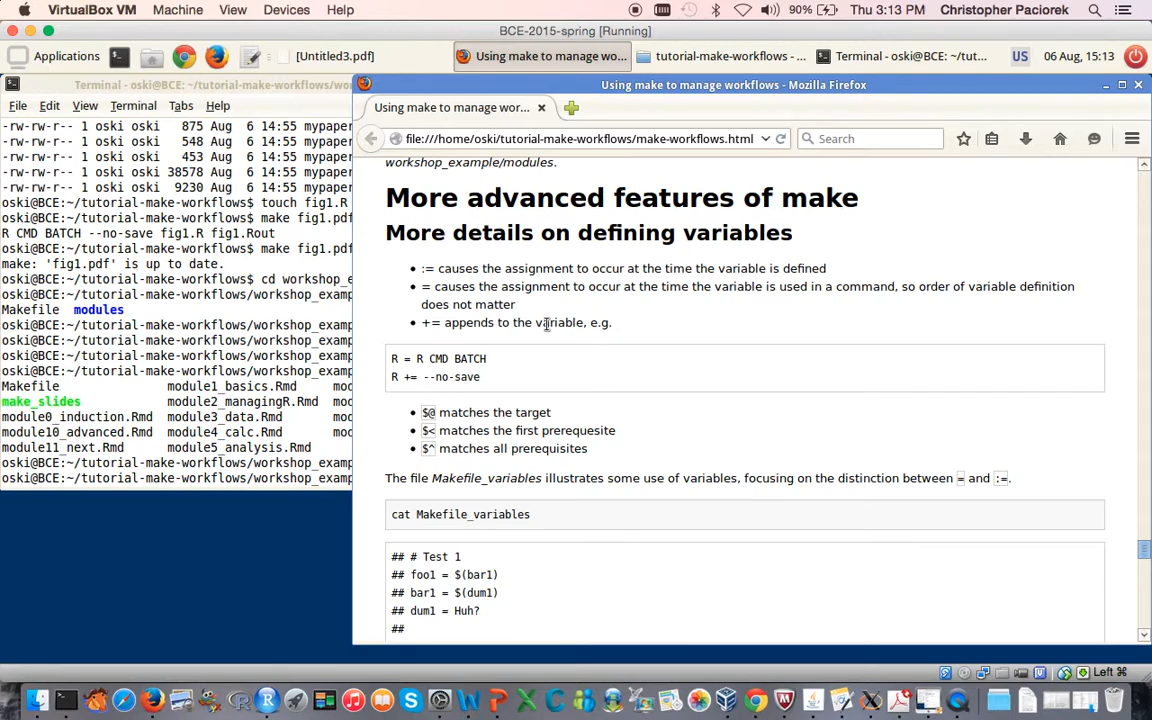 VirtualBox VM Machine View Devices Help 90% Thu 3:13 PM Christopher Paciorek
BCE-2015-spring [Running]
Applications [Untitled3.pdf] Using make to manage wo... tutorial-make-workflows - ... Terminal - oski@BCE: ~/tut... US 06 Aug, 15:13
Terminal - oski@BCE: ~/tutorial-make-workflows/wo
File Edit View Terminal Tabs Help
-rw-rw-r-- 1 oski oski 875 Aug 6 14:55 mypaper
-rw-rw-r-- 1 oski oski 548 Aug 6 14:55 mypaper
-rw-rw-r-- 1 oski oski 453 Aug 6 14:55 mypaper
-rw-rw-r-- 1 oski oski 38578 Aug 6 14:55 mypaper
-rw-rw-r-- 1 oski oski 9230 Aug 6 14:55 mypaper
oski@BCE:~/tutorial-make-workflows$ touch fig1.R
oski@BCE:~/tutorial-make-workflows$ make fig1.pdf
R CMD BATCH --no-save fig1.R fig1.Rout
oski@BCE:~/tutorial-make-workflows$ make fig1.pdf
make: 'fig1.pdf' is up to date.
oski@BCE:~/tutorial-make-workflows$ cd workshop_e
oski@BCE:~/tutorial-make-workflows/workshop_examp
Makefile modules
oski@BCE:~/tutorial-make-workflows/workshop_examp
oski@BCE:~/tutorial-make-workflows/workshop_examp
oski@BCE:~/tutorial-make-workflows/workshop_examp
oski@BCE:~/tutorial-make-workflows/workshop_examp
Makefile module1_basics.Rmd mo
make_slides module2_managingR.Rmd mo
module0_induction.Rmd module3_data.Rmd mo
module10_advanced.Rmd module4_calc.Rmd mo
module11_next.Rmd module5_analysis.Rmd
oski@BCE:~/tutorial-make-workflows/workshop_examp
oski@BCE:~/tutorial-make-workflows/workshop_examp
Using make to manage workflows - Mozilla Firefox
Using make to manage wor...
file:///home/oski/tutorial-make-workflows/make-workflows.html Search
workshop_example/modules.
More advanced features of make
More details on defining variables
• := causes the assignment to occur at the time the variable is defined
• = causes the assignment to occur at the time the variable is used in a command, so order of variable definition
does not matter
• += appends to the variable, e.g.
R = R CMD BATCH
R += --no-save
• $@ matches the target
• $< matches the first prerequesite
• $^ matches all prerequisites
The file Makefile_variables illustrates some use of variables, focusing on the distinction between = and :=.
cat Makefile_variables
## # Test 1
## foo1 = $(bar1)
## bar1 = $(dum1)
## dum1 = Huh?
##
Left ⌘